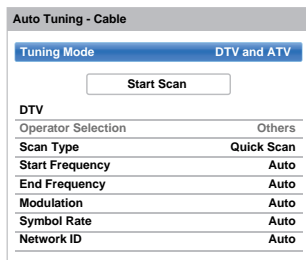 Auto Tuning - Cable
Tuning Mode DTV and ATV
Start Scan
DTV
Operator Selection Others
Scan Type Quick Scan
Start Frequency Auto
End Frequency Auto
Modulation Auto
Symbol Rate Auto
Network ID Auto